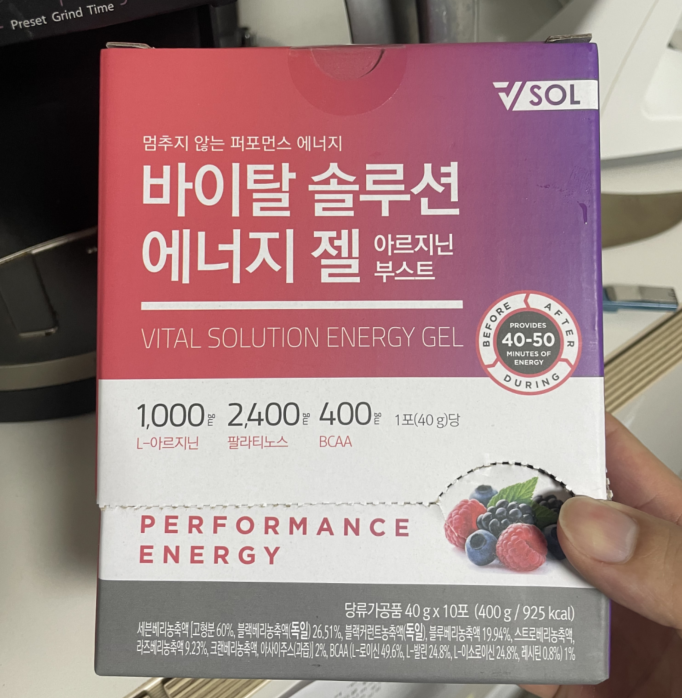 Preset Grind Time
V SOL
멈추지 않는 퍼포먼스 에너지
바이탈 솔루션
에너지 젤 아르지닌
부스트
VITAL SOLUTION ENERGY GEL
BEFORE AFTER DURING
PROVIDES
40-50
MINUTES OF
ENERGY
1,000mg 2,400mg 400mg 1포(40 g)당
L-아르지닌 팔라티노스 BCAA
PERFORMANCE
ENERGY
당류가공품 40 g x 10포 (400 g / 925 kcal)
세븐베리농축액 [고형분 60%, 블랙베리농축액(독일) 26.51%, 블랙커런트농축액(독일), 블루베리농축액 19.94%, 스트로베리농축액,
라즈베리농축액 9.23%, 크랜베리농축액, 아사이주스(과즙)] 2%, BCAA (L-로이신 49.6%, L-발린 24.8%, L-이소로이신 24.8%, 레시틴 0.8%) 1%